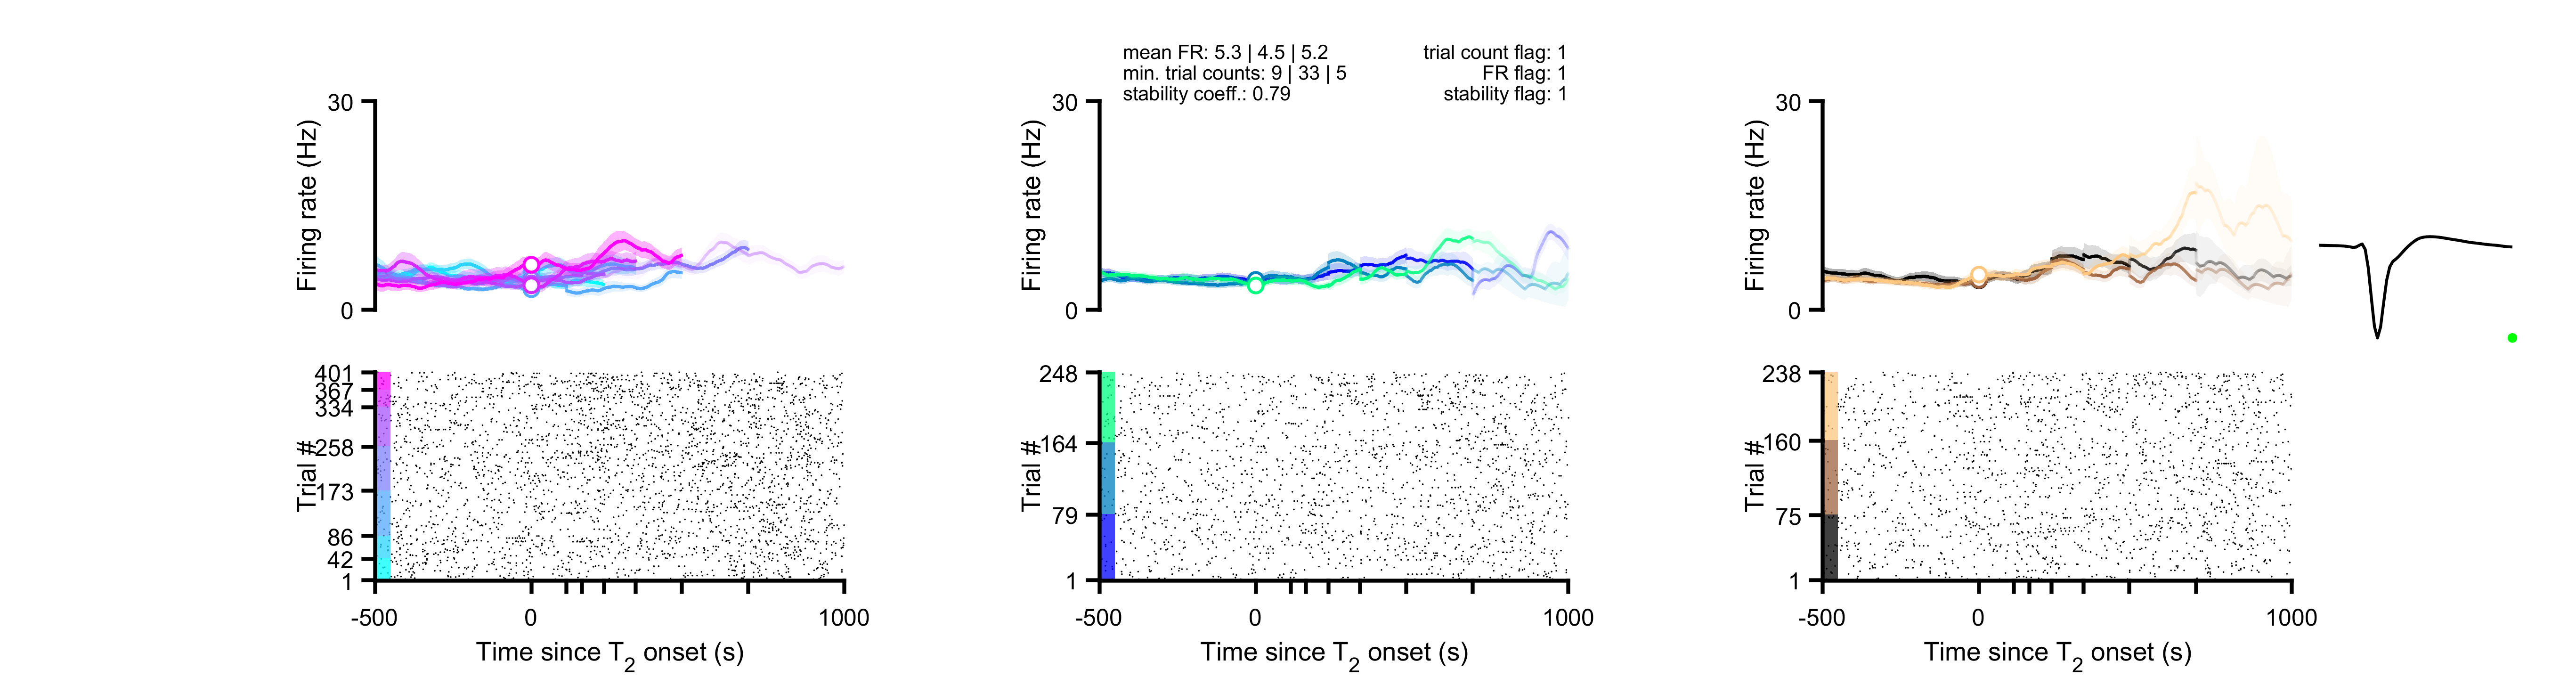 mean FR: 5.3 | 4.5 | 5.2
min. trial counts: 9 | 33 | 5
stability coeff.: 0.79
trial count flag: 1
FR flag: 1
stability flag: 1
30
Firing rate (Hz)
0
30
Firing rate (Hz)
0
30
Firing rate (Hz)
0
401
367
334
258
173
86
42
1
Trial #
-500
0
1000
Time since T2 onset (s)
248
164
79
1
Trial #
-500
0
1000
Time since T2 onset (s)
238
160
75
1
Trial #
-500
0
1000
Time since T2 onset (s)